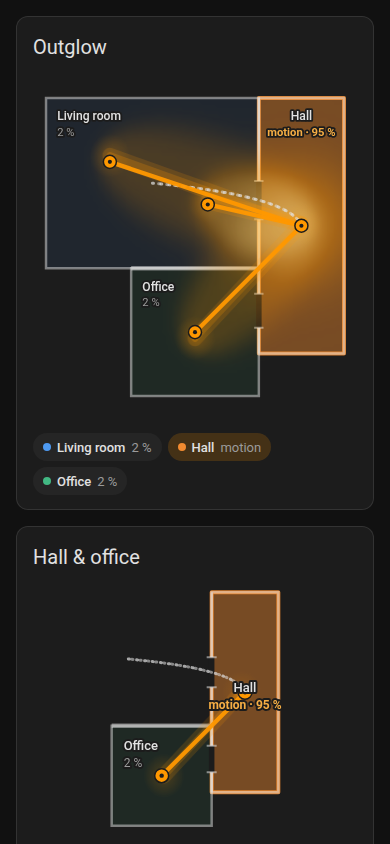 Outglow
Living room
2 %
Hall
motion · 95 %
Office
2 %
Living room 2 %
Hall motion
Office 2 %
Hall & office
Hall
motion · 95 %
Office
2 %